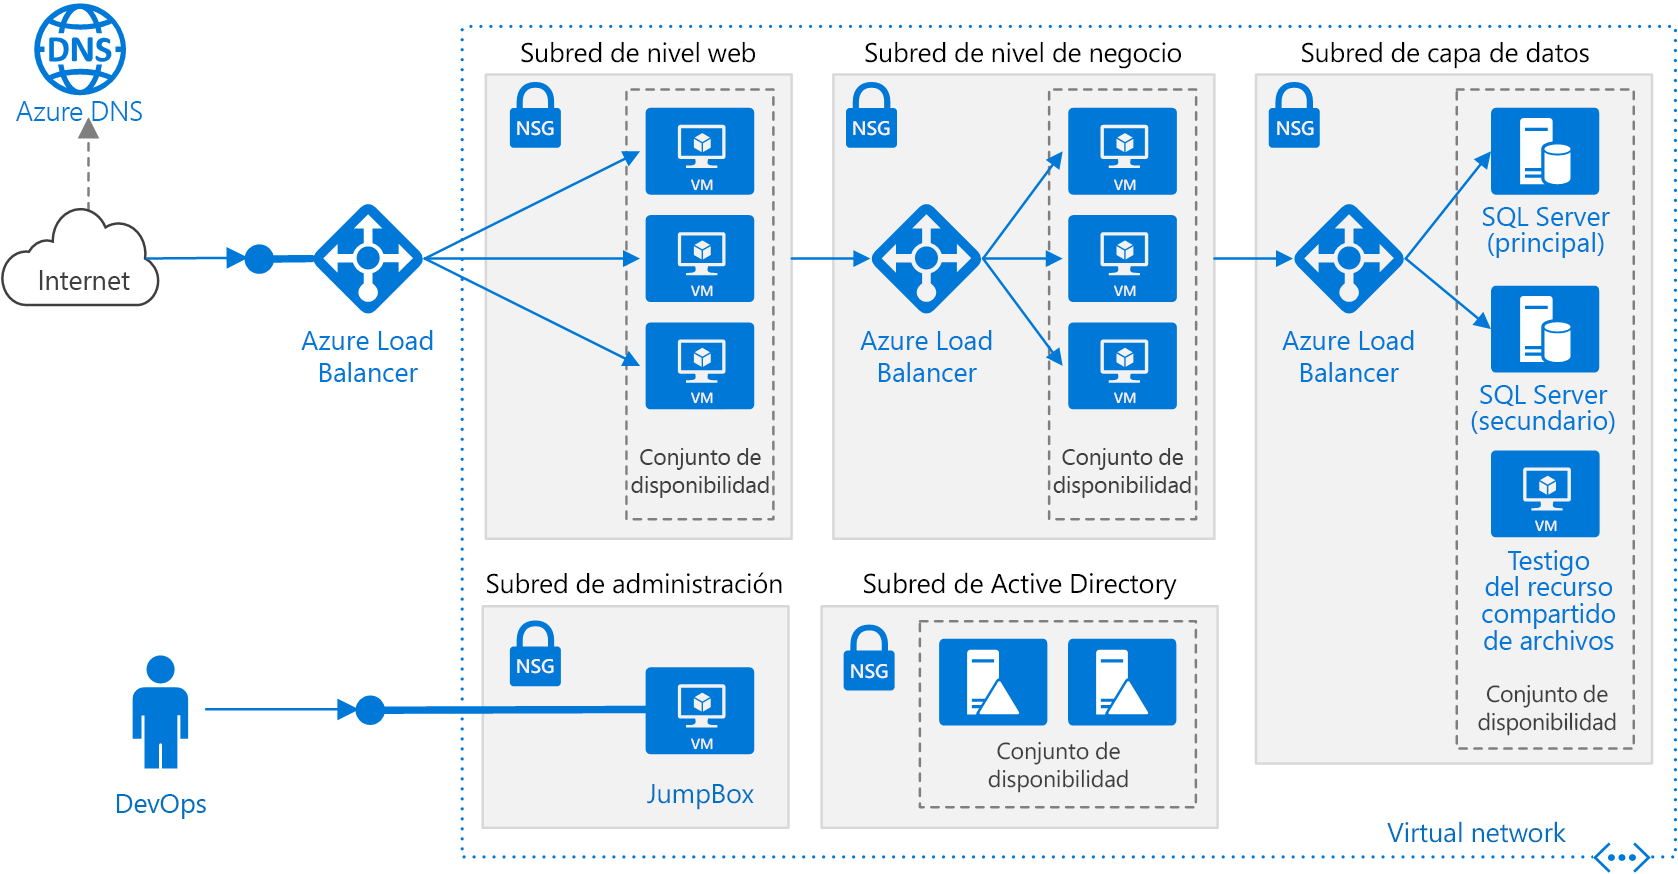 DNS
Azure DNS
Internet
Azure Load
Balancer
Subred de nivel web
NSG
VM
VM
VM
Conjunto de
disponibilidad
Subred de nivel de negocio
NSG
Azure Load
Balancer
VM
VM
VM
Conjunto de
disponibilidad
Subred de capa de datos
NSG
Azure Load
Balancer
SQL Server
(principal)
SQL Server
(secundario)
VM
Testigo
del recurso
compartido
de archivos
Conjunto de
disponibilidad
DevOps
Subred de administración
NSG
VM
JumpBox
Subred de Active Directory
NSG
Conjunto de
disponibilidad
Virtual network